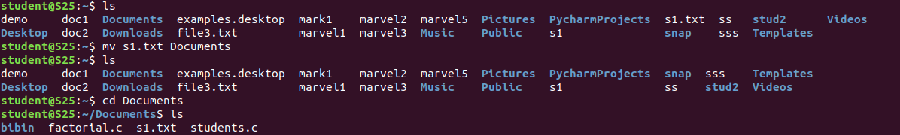 student@S25:~$ ls
demo doc1 Documents examples.desktop mark1 marvel2 marvel5 Pictures PycharmProjects s1.txt ss stud2 Videos
Desktop doc2 Downloads file3.txt marvel1 marvel3 Music Public s1 snap sss Templates
student@S25:~$ mv s1.txt Documents
student@S25:~$ ls
demo doc1 Documents examples.desktop mark1 marvel2 marvel5 Pictures PycharmProjects snap sss Templates
Desktop doc2 Downloads file3.txt marvel1 marvel3 Music Public s1 ss stud2 Videos
student@S25:~$ cd Documents
student@S25:~/Documents$ ls
bibin factorial.c s1.txt students.c